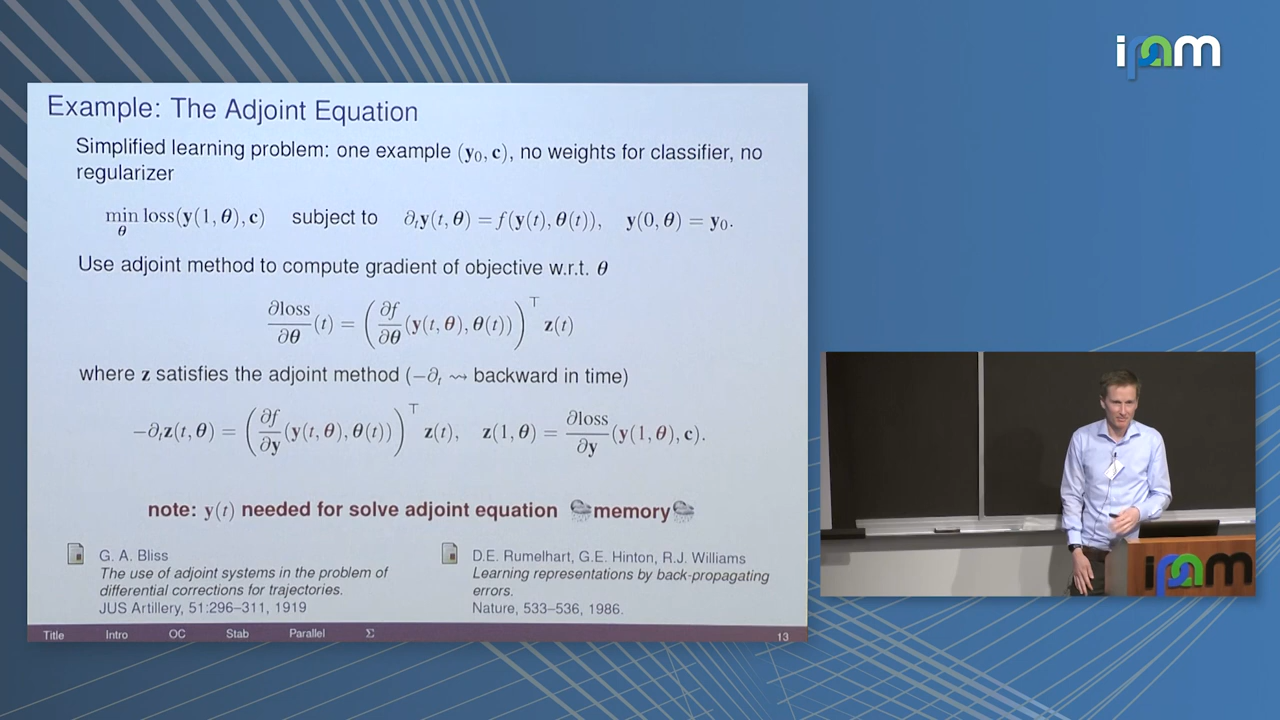 ipam
Example: The Adjoint Equation
Simplified learning problem: one example (y₀, c), no weights for classifier, no
regularizer
min_θ loss(y(1, θ), c) subject to ∂ₜy(t, θ) = f(y(t), θ(t)), y(0, θ) = y₀.
Use adjoint method to compute gradient of objective w.r.t. θ
∂loss/∂θ (t) = (∂f/∂θ (y(t, θ), θ(t)))^⊤ z(t)
where z satisfies the adjoint method (−∂ₜ ⇝ backward in time)
−∂ₜz(t, θ) = (∂f/∂y (y(t, θ), θ(t)))^⊤ z(t), z(1, θ) = ∂loss/∂y (y(1, θ), c).
note: y(t) needed for solve adjoint equation memory
G. A. Bliss
The use of adjoint systems in the problem of
differential corrections for trajectories.
JUS Artillery, 51:296–311, 1919
D.E. Rumelhart, G.E. Hinton, R.J. Williams
Learning representations by back-propagating
errors.
Nature, 533–536, 1986.
Title Intro OC Stab Parallel Σ 13
ipam